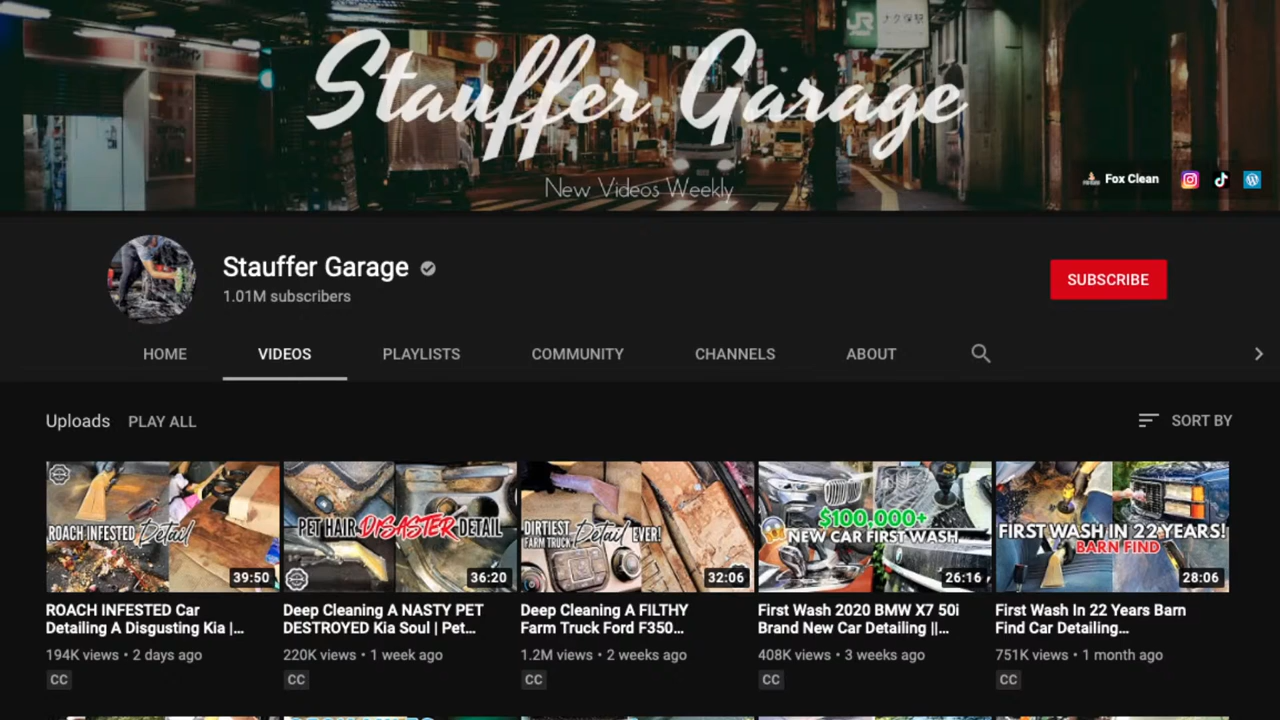 JR
Stauffer Garage
New Videos Weekly
Fox Clean
Stauffer Garage
1.01M subscribers
SUBSCRIBE
HOME
VIDEOS
PLAYLISTS
COMMUNITY
CHANNELS
ABOUT
Uploads
PLAY ALL
SORT BY
ROACH INFESTED Detail
39:50
PET HAIR DISASTER DETAIL
36:20
DIRTIEST
FARM TRUCK Detail EVER!
32:06
$100,000+
NEW CAR FIRST WASH
26:16
FIRST WASH IN 22 YEARS!
BARN FIND
28:06
ROACH INFESTED Car
Detailing A Disgusting Kia |...
194K views • 2 days ago
CC
Deep Cleaning A NASTY PET
DESTROYED Kia Soul | Pet...
220K views • 1 week ago
CC
Deep Cleaning A FILTHY
Farm Truck Ford F350...
1.2M views • 2 weeks ago
CC
First Wash 2020 BMW X7 50i
Brand New Car Detailing ||...
408K views • 3 weeks ago
CC
First Wash In 22 Years Barn
Find Car Detailing...
751K views • 1 month ago
CC